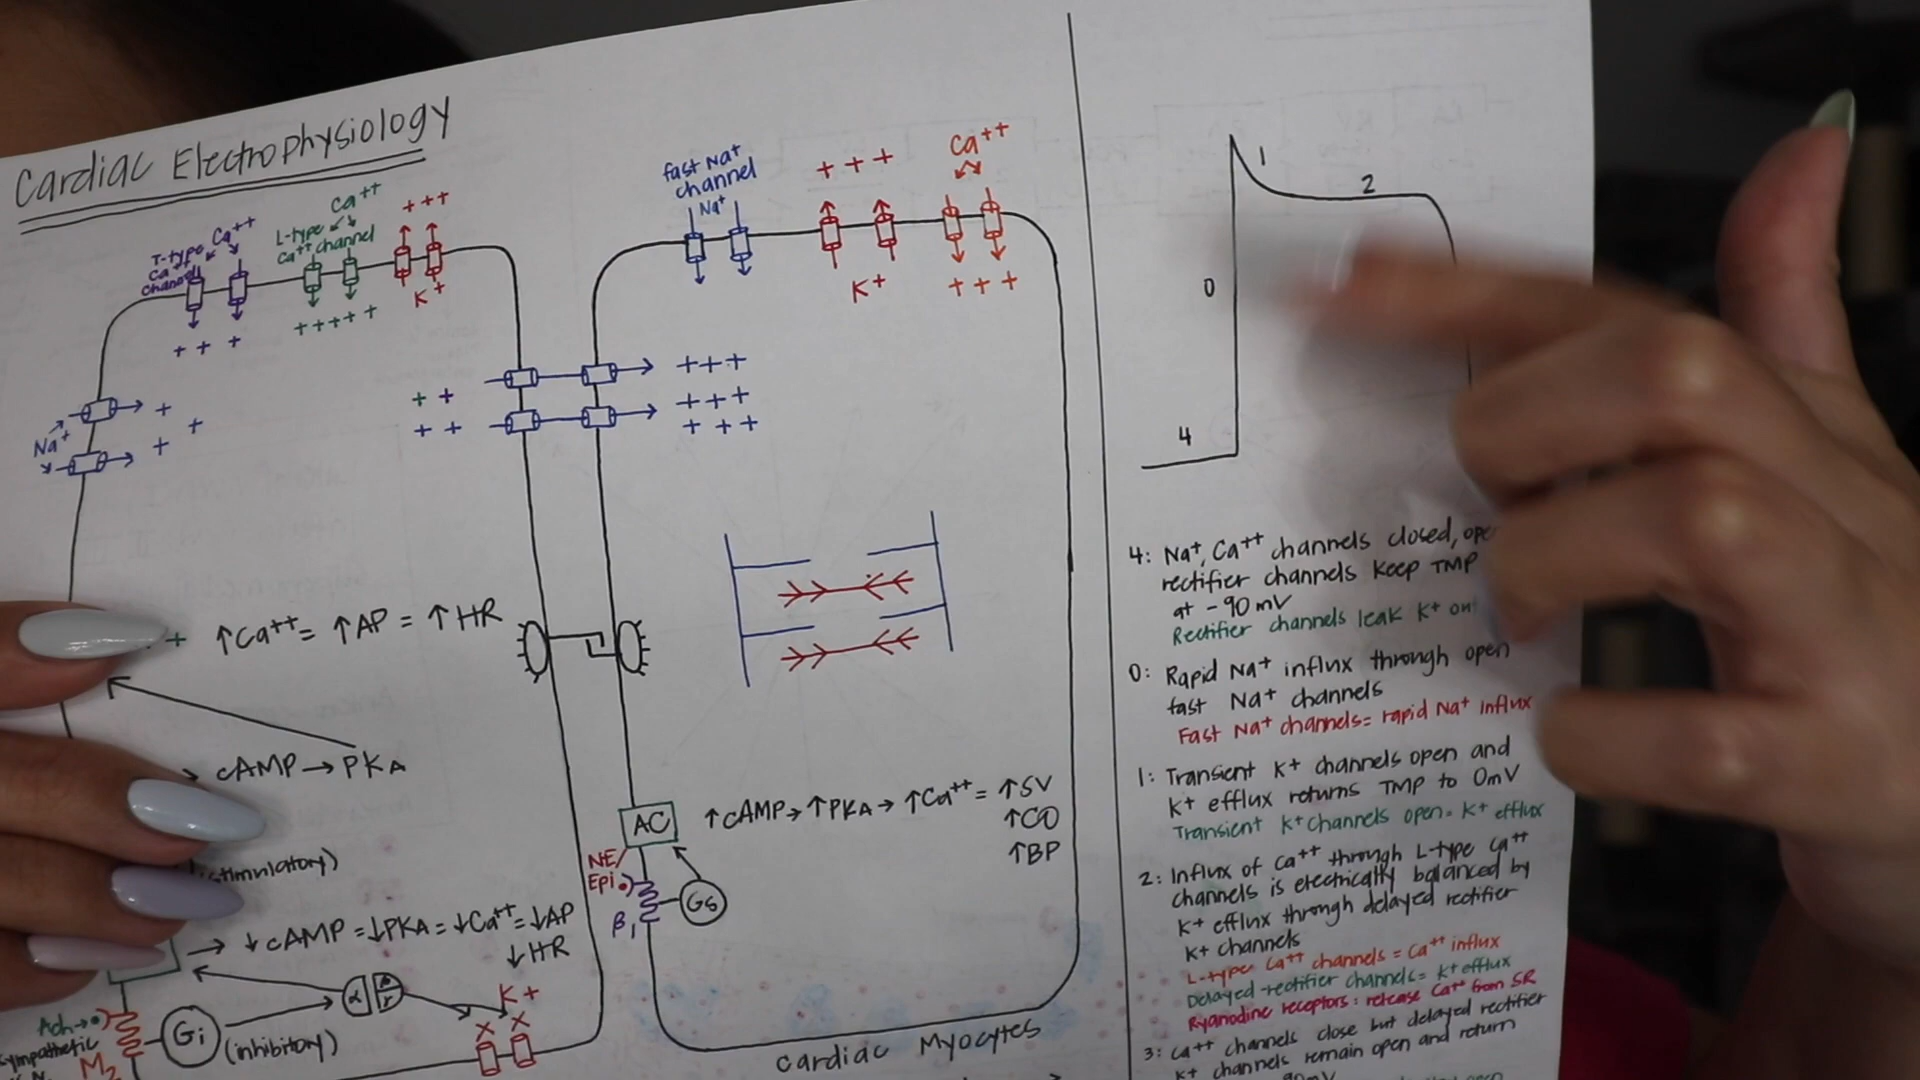 Cardiac Electrophysiology
T-type Ca++
Ca++
Channel
+ + +
L-type Ca++
Ca++ channel
+++++
+++
K+
Na+
+ +
+ +
+ +
+ +
fast Na+
channel
Na+
+ + +
K+
Ca++
+ + +
+++
+++
+++
+ ↑Ca++ = ↑AP = ↑HR
cAMP → PKA
(stimulatory)
→ ↓cAMP = ↓PKA = ↓Ca++ = ↓AP
↓HR
α β γ
K+
x x
Ach→
Gi
(inhibitory)
M2
AC
↑cAMP → ↑PKA → ↑Ca++ = ↑SV
↑CO
↑BP
NE/
Epi
β1
Gs
Cardiac Myocytes
1
2
0
4
4: Na+, Ca++ channels closed,
rectifier channels keep TMP
at -90mV
Rectifier channels leak K+
0: Rapid Na+ influx through open
fast Na+ channels
Fast Na+ channels = rapid Na+ influx
1: Transient K+ channels open and
K+ efflux returns TMP to 0mV
Transient K+ channels open = K+ efflux
2: Influx of Ca++ through L-type Ca++
channels is electrically balanced by
K+ efflux through delayed rectifier
K+ channels
L-type Ca++ channels = Ca++ influx
Delayed-rectifier channels = K+ efflux
Ryanodine receptors: release Ca++ from SR
3: Ca++ channels close but delayed rectifier
K+ channels remain open and return